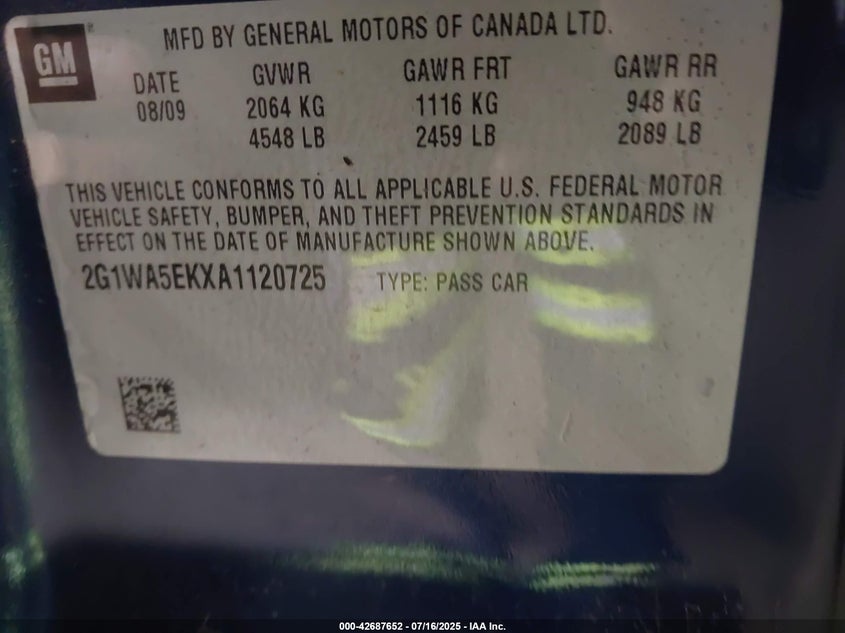 GM®
MFD BY GENERAL MOTORS OF CANADA LTD.
DATE GVWR GAWR FRT GAWR RR
08/09 2064 KG 1116 KG 948 KG
4548 LB 2459 LB 2089 LB
THIS VEHICLE CONFORMS TO ALL APPLICABLE U.S. FEDERAL MOTOR
VEHICLE SAFETY, BUMPER, AND THEFT PREVENTION STANDARDS IN
EFFECT ON THE DATE OF MANUFACTURE SHOWN ABOVE.
2G1WA5EKXA1120725 TYPE: PASS CAR
000-42687652 - 07/16/2025 - IAA Inc.